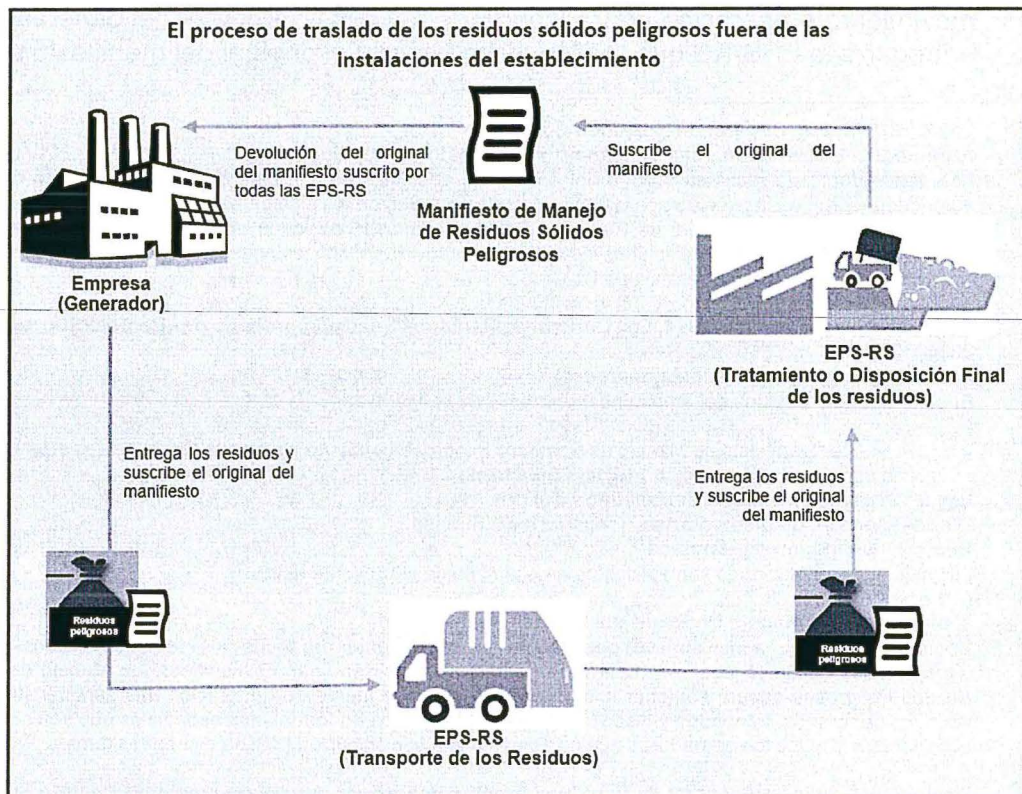 El proceso de traslado de los residuos sólidos peligrosos fuera de las
instalaciones del establecimiento
Devolución del original
del manifiesto suscrito por
todas las EPS-RS
Suscribe el original del
manifiesto
Manifiesto de Manejo
de Residuos Sólidos
Peligrosos
Empresa
(Generador)
EPS-RS
(Tratamiento o Disposición Final
de los residuos)
Entrega los residuos y
suscribe el original del
manifiesto
Entrega los residuos
y suscribe el original
del manifiesto
Residuos
peligrosos
Residuos
peligrosos
EPS-RS
(Transporte de los Residuos)